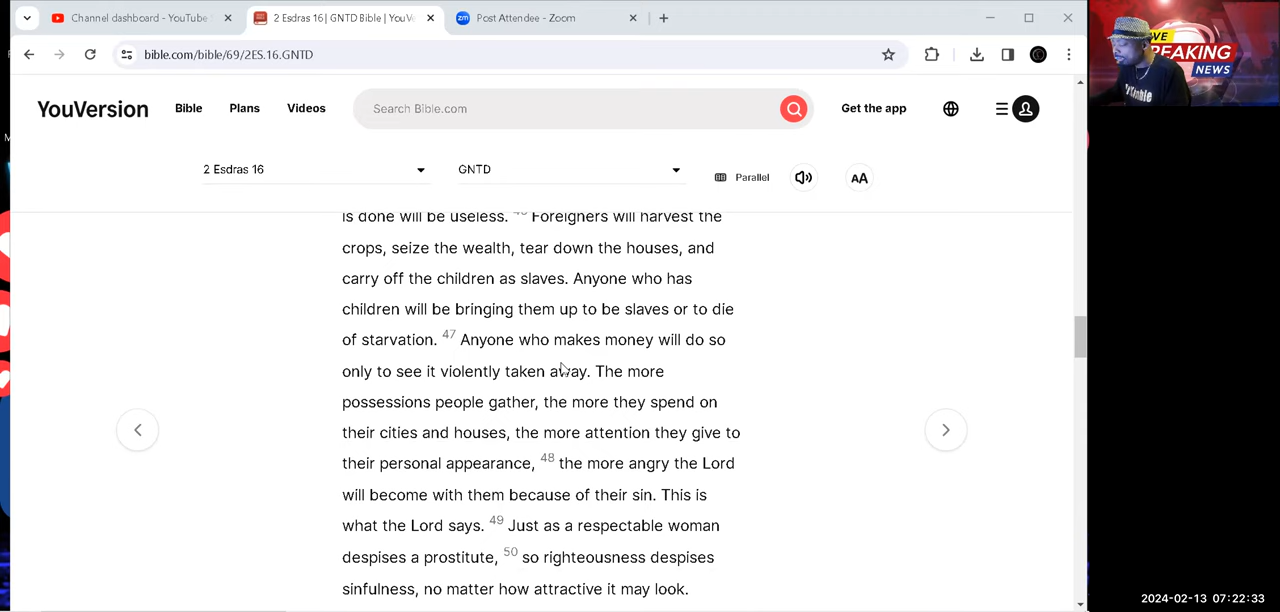 Channel dashboard - YouTube
2 Esdras 16 | GNTD Bible | YouV
Post Attendee - Zoom
bible.com/bible/69/2ES.16.GNTD
YouVersion
Bible
Plans
Videos
Search Bible.com
Get the app
2 Esdras 16
GNTD
Parallel
AA
is done will be useless. 46 Foreigners will harvest the
crops, seize the wealth, tear down the houses, and
carry off the children as slaves. Anyone who has
children will be bringing them up to be slaves or to die
of starvation. 47 Anyone who makes money will do so
only to see it violently taken away. The more
possessions people gather, the more they spend on
their cities and houses, the more attention they give to
their personal appearance, 48 the more angry the Lord
will become with them because of their sin. This is
what the Lord says. 49 Just as a respectable woman
despises a prostitute, 50 so righteousness despises
sinfulness, no matter how attractive it may look.
BREAKING
NEWS
2024-02-13 07:22:33